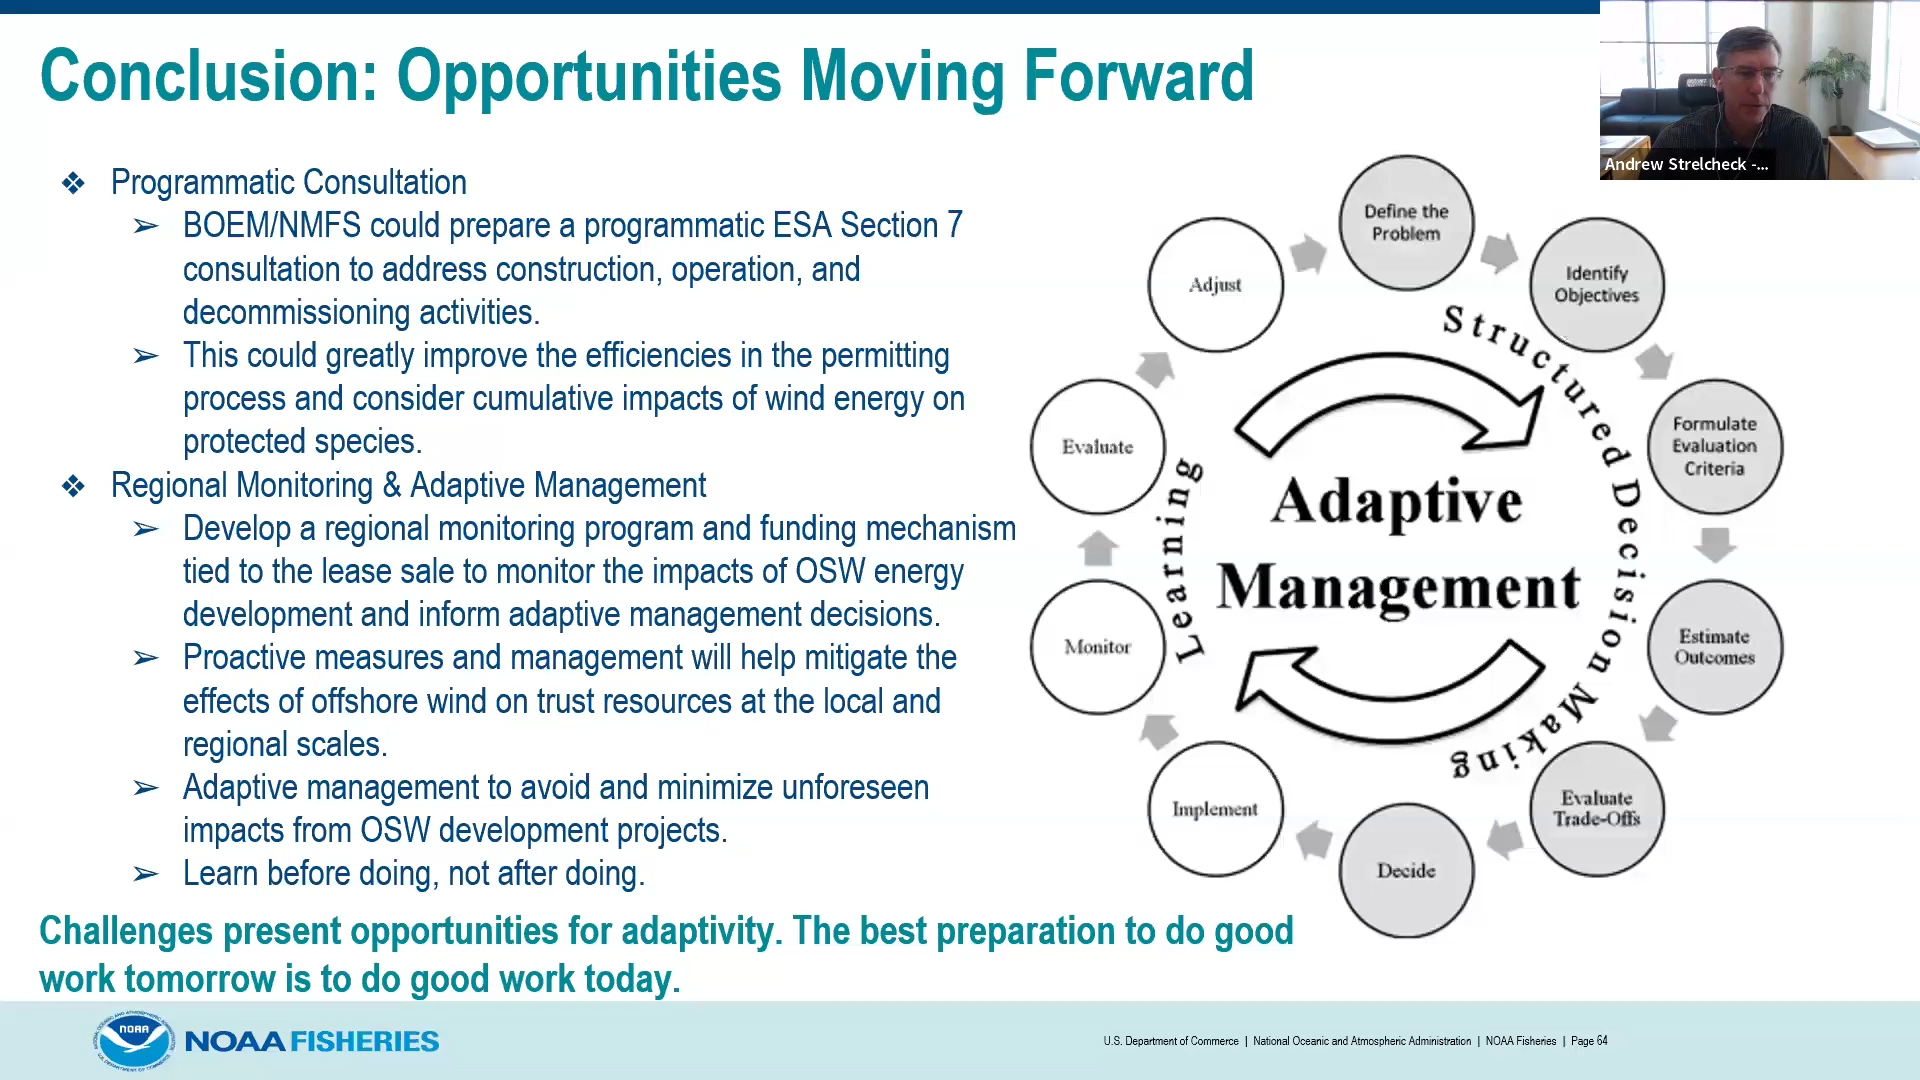 Conclusion: Opportunities Moving Forward
Andrew Strelcheck -...
❖ Programmatic Consultation
➢ BOEM/NMFS could prepare a programmatic ESA Section 7
consultation to address construction, operation, and
decommissioning activities.
➢ This could greatly improve the efficiencies in the permitting
process and consider cumulative impacts of wind energy on
protected species.
❖ Regional Monitoring & Adaptive Management
➢ Develop a regional monitoring program and funding mechanism
tied to the lease sale to monitor the impacts of OSW energy
development and inform adaptive management decisions.
➢ Proactive measures and management will help mitigate the
effects of offshore wind on trust resources at the local and
regional scales.
➢ Adaptive management to avoid and minimize unforeseen
impacts from OSW development projects.
➢ Learn before doing, not after doing.
Challenges present opportunities for adaptivity. The best preparation to do good
work tomorrow is to do good work today.
Define the
Problem
Identify
Objectives
Formulate
Evaluation
Criteria
Estimate
Outcomes
Evaluate
Trade-Offs
Decide
Implement
Monitor
Evaluate
Adjust
Structured Decision Making
Learning
Adaptive
Management
NOAA
NOAA FISHERIES
U.S. Department of Commerce | National Oceanic and Atmospheric Administration | NOAA Fisheries | Page 64